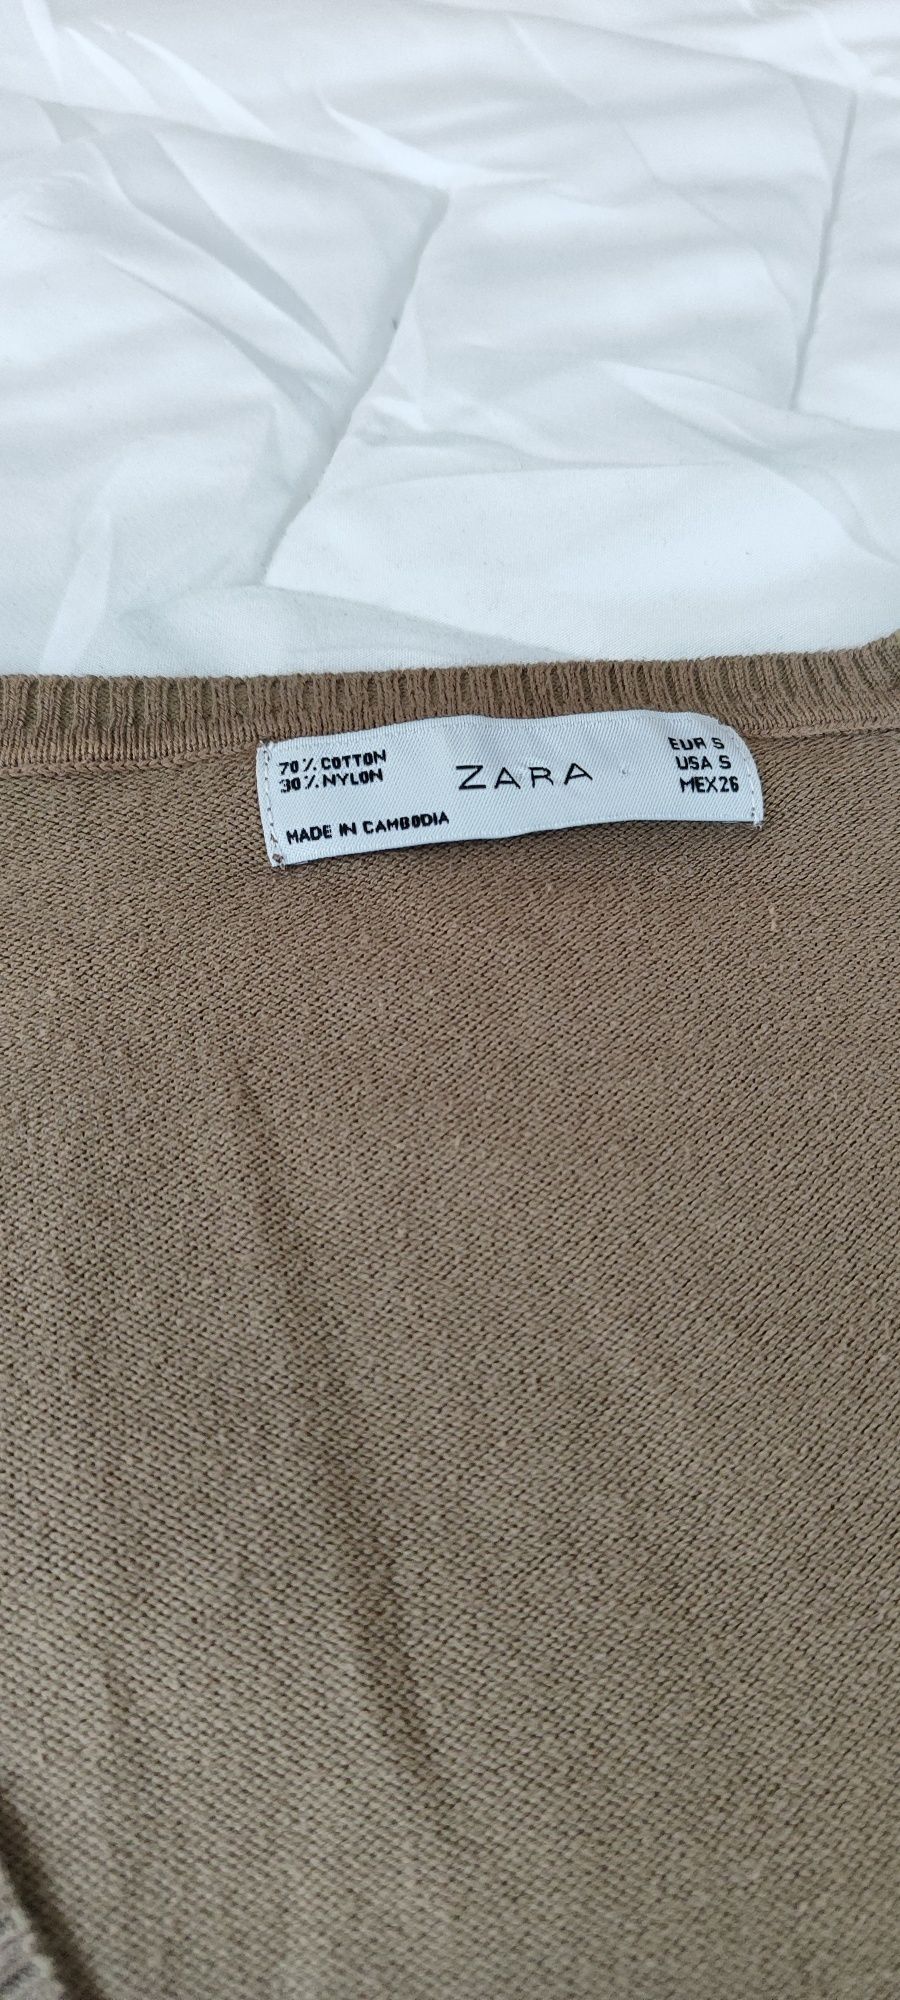 70% COTTON
30% NYLON
MADE IN CAMBODIA
ZARA
EUR S
USA S
MEX 26